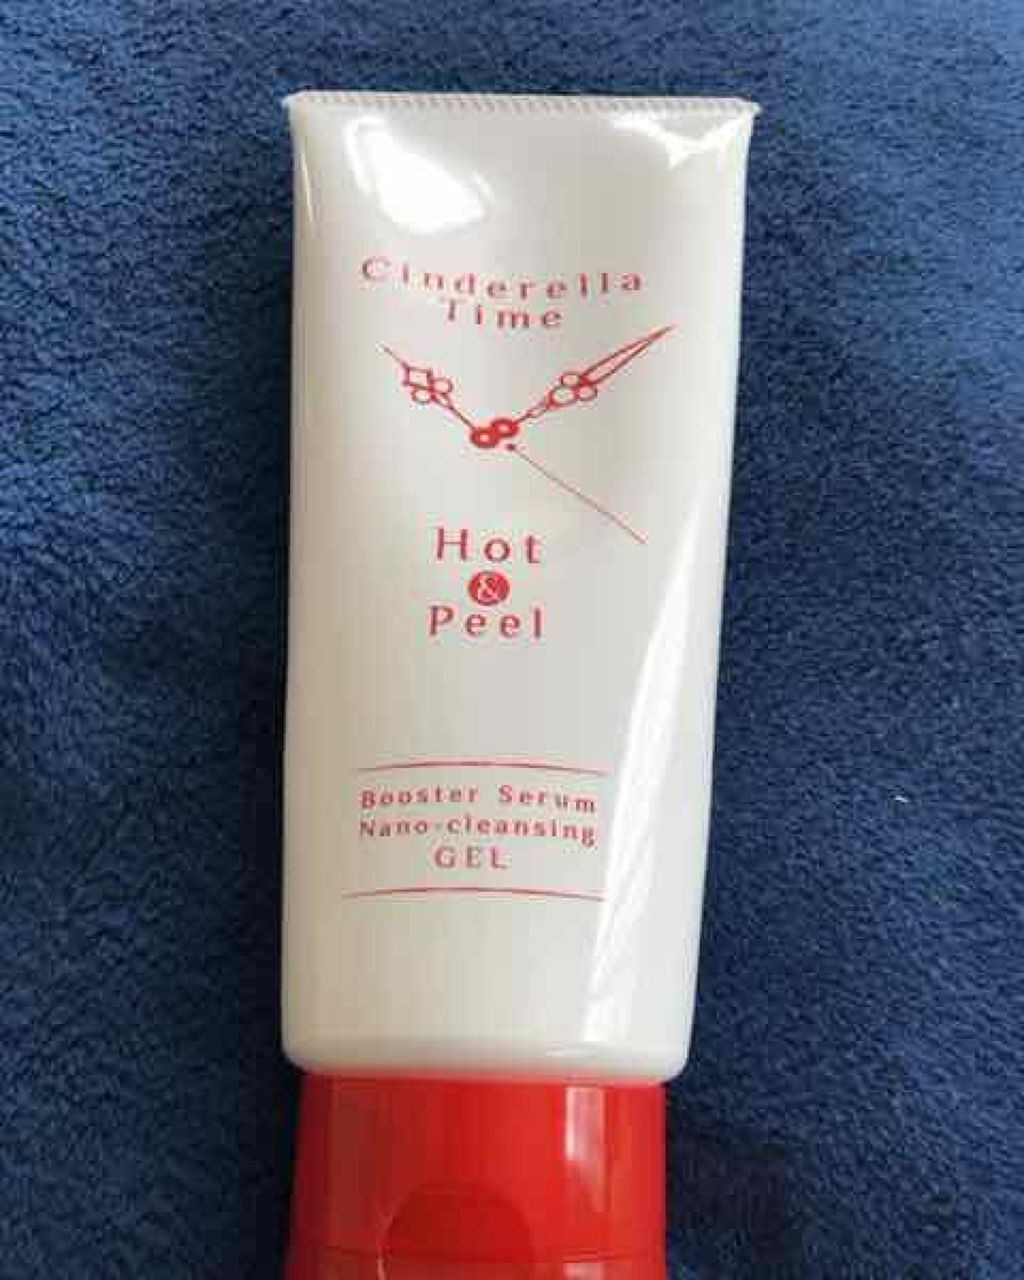 Cinderella
Time
Hot
&
Peel
Booster Serum
Nano-cleansing
GEL